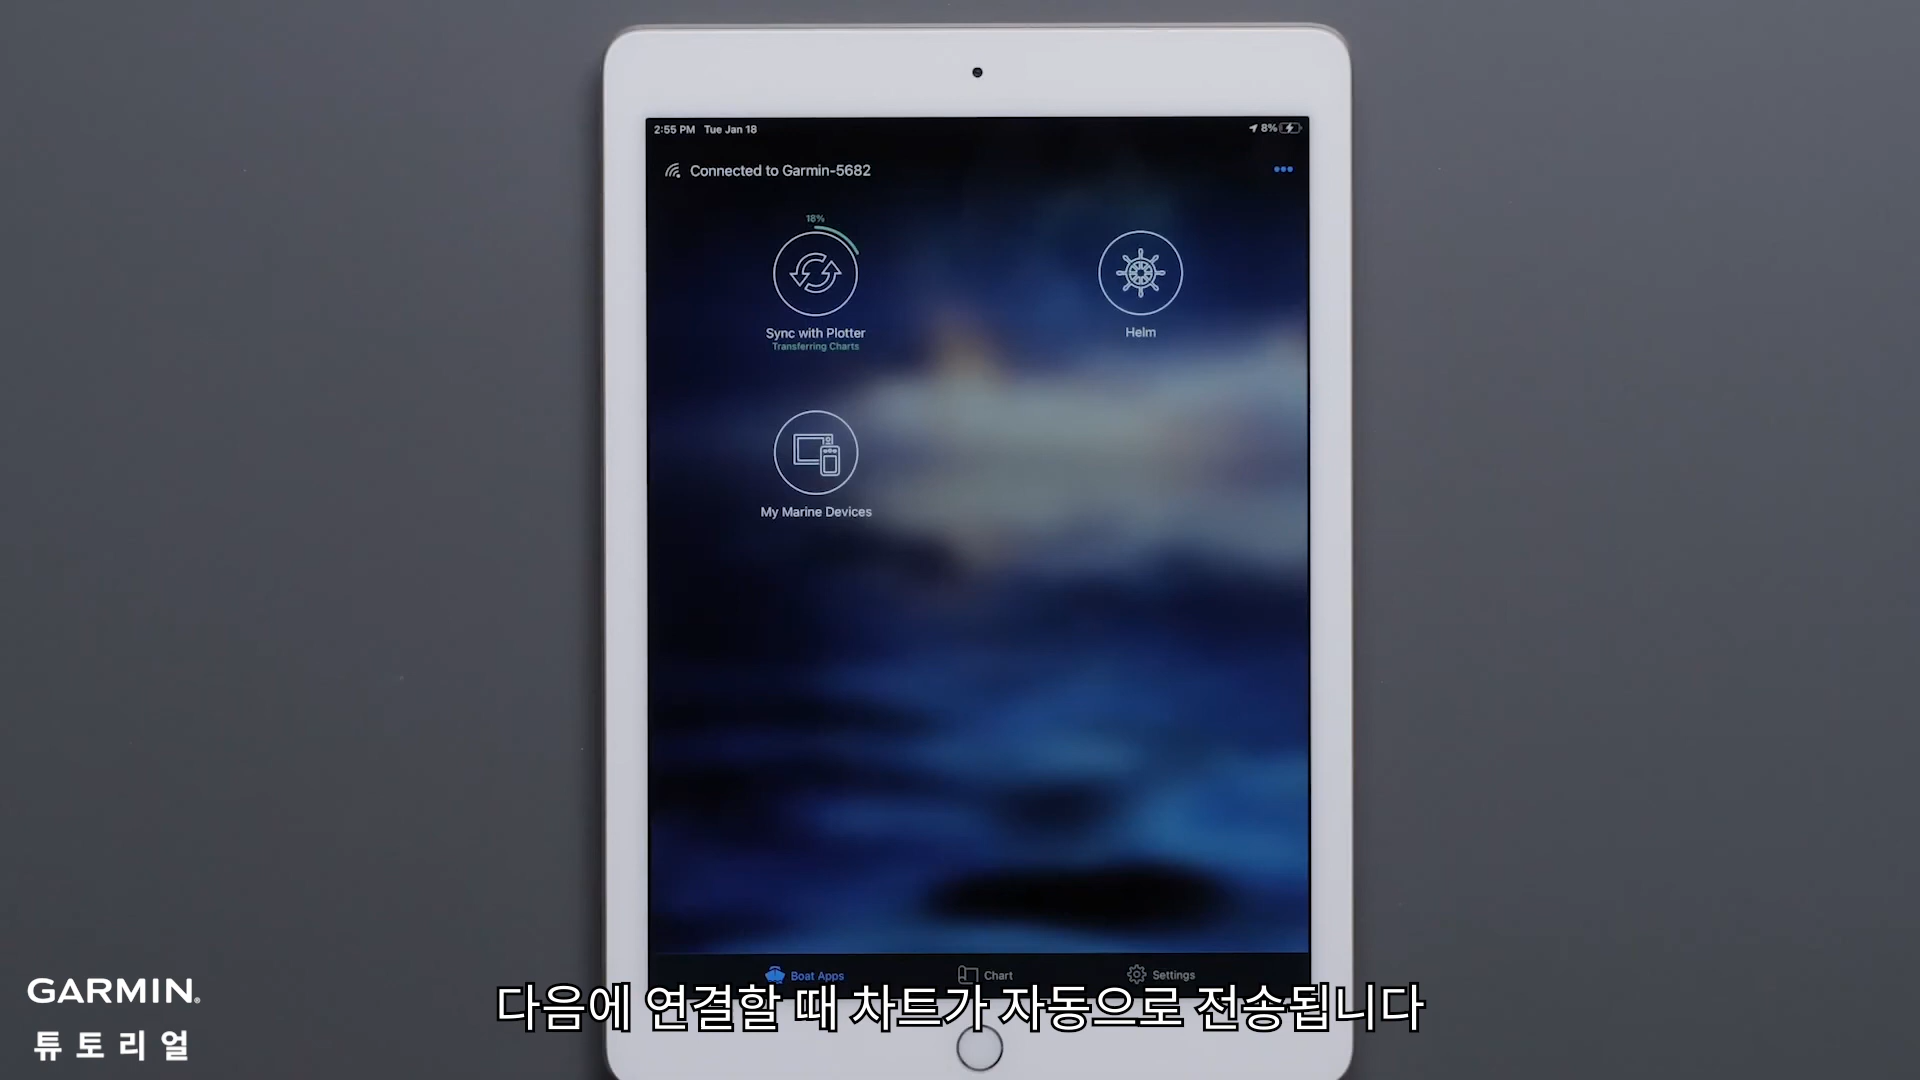 2:55 PM Tue Jan 18
8%
Connected to Garmin-5682
18%
Sync with Plotter
Transferring Charts
Helm
My Marine Devices
Boat Apps
Chart
Settings
다음에 연결할 때 차트가 자동으로 전송됩니다
GARMIN®
튜토리얼